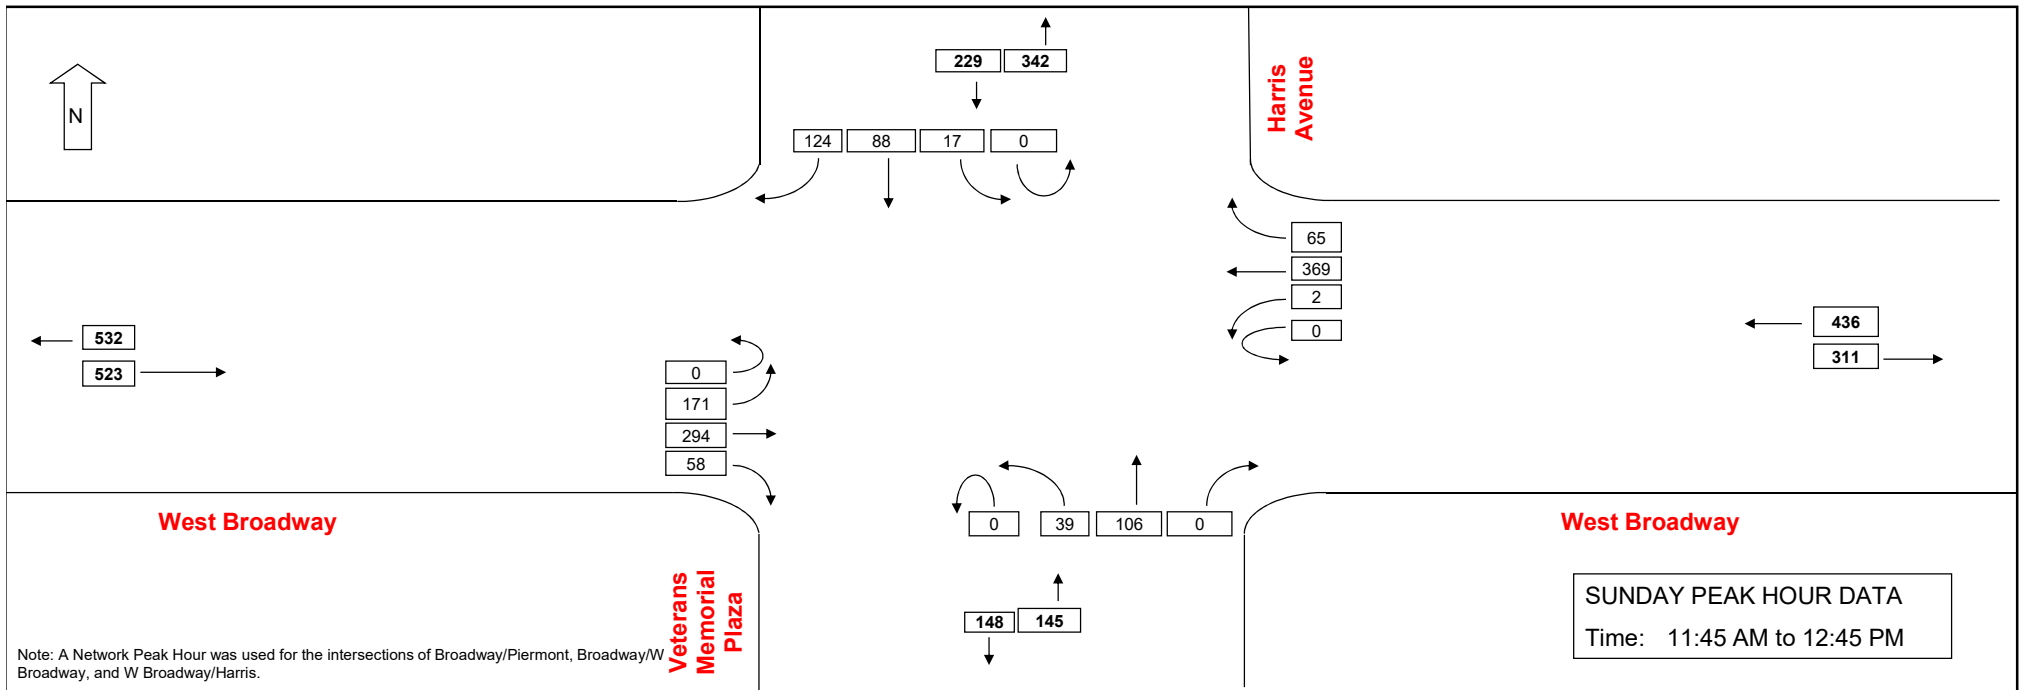 229 342
N
Harris
Avenue
124 88 17 0
65
369
2
0
532
523
436
311
0
171
294
58
0 39 106 0
West Broadway
West Broadway
Veterans
Memorial
Plaza
148 145
SUNDAY PEAK HOUR DATA
Time: 11:45 AM to 12:45 PM
Note: A Network Peak Hour was used for the intersections of Broadway/Piermont, Broadway/W
Broadway, and W Broadway/Harris.